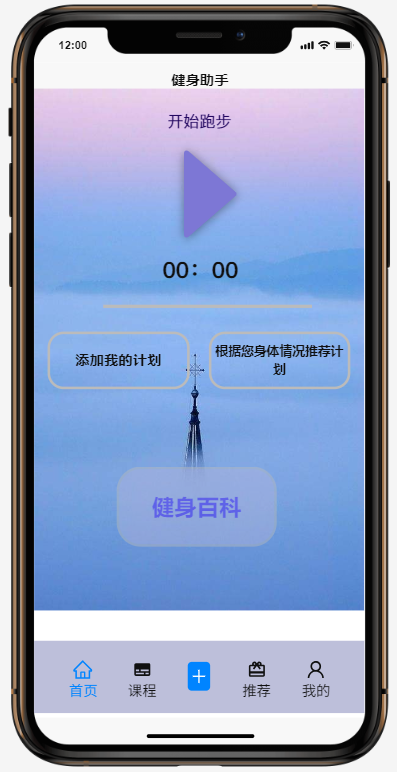 12:00
健身助手
开始跑步
00：00
添加我的计划
根据您身体情况推荐计
划
健身百科
首页 课程 推荐 我的